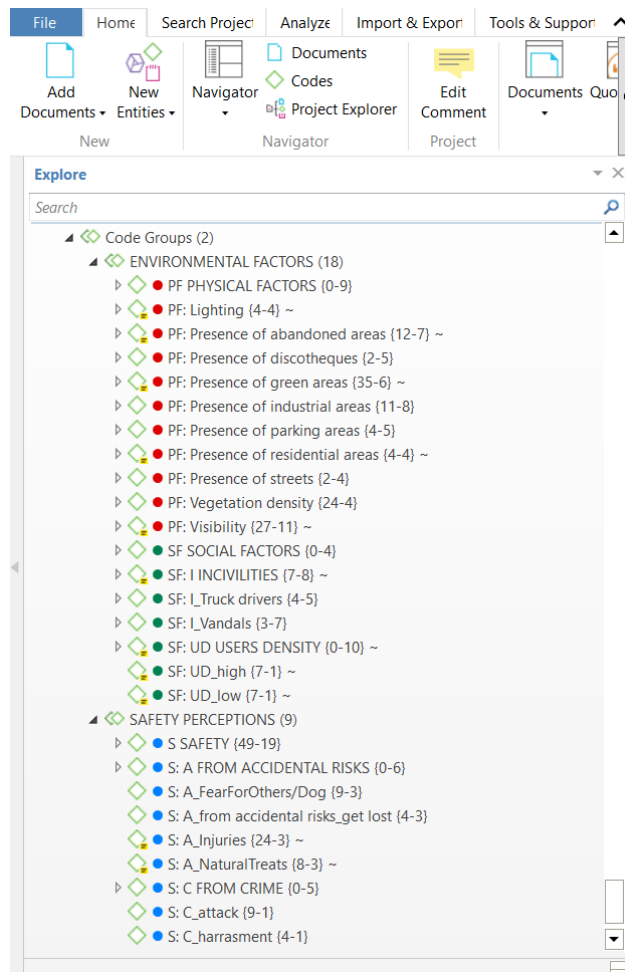 File Home Search Project Analyze Import & Export Tools & Support
Add Documents New Entities Navigator Documents Codes Project Explorer Edit Comment Documents Quo
New Navigator Project
Explore
Search
Code Groups (2)
ENVIRONMENTAL FACTORS (18)
PF PHYSICAL FACTORS {0-9}
PF: Lighting {4-4} ~
PF: Presence of abandoned areas {12-7} ~
PF: Presence of discotheques {2-5}
PF: Presence of green areas {35-6} ~
PF: Presence of industrial areas {11-8}
PF: Presence of parking areas {4-5}
PF: Presence of residential areas {4-4} ~
PF: Presence of streets {2-4}
PF: Vegetation density {24-4}
PF: Visibility {27-11} ~
SF SOCIAL FACTORS {0-4}
SF: I INCIVILITIES {7-8} ~
SF: I_Truck drivers {4-5}
SF: I_Vandals {3-7}
SF: UD USERS DENSITY {0-10} ~
SF: UD_high {7-1} ~
SF: UD_low {7-1} ~
SAFETY PERCEPTIONS (9)
S SAFETY {49-19}
S: A FROM ACCIDENTAL RISKS {0-6}
S: A_FearForOthers/Dog {9-3}
S: A_from accidental risks_get lost {4-3}
S: A_Injuries {24-3} ~
S: A_NaturalTreats {8-3} ~
S: C FROM CRIME {0-5}
S: C_attack {9-1}
S: C_harrasment {4-1}